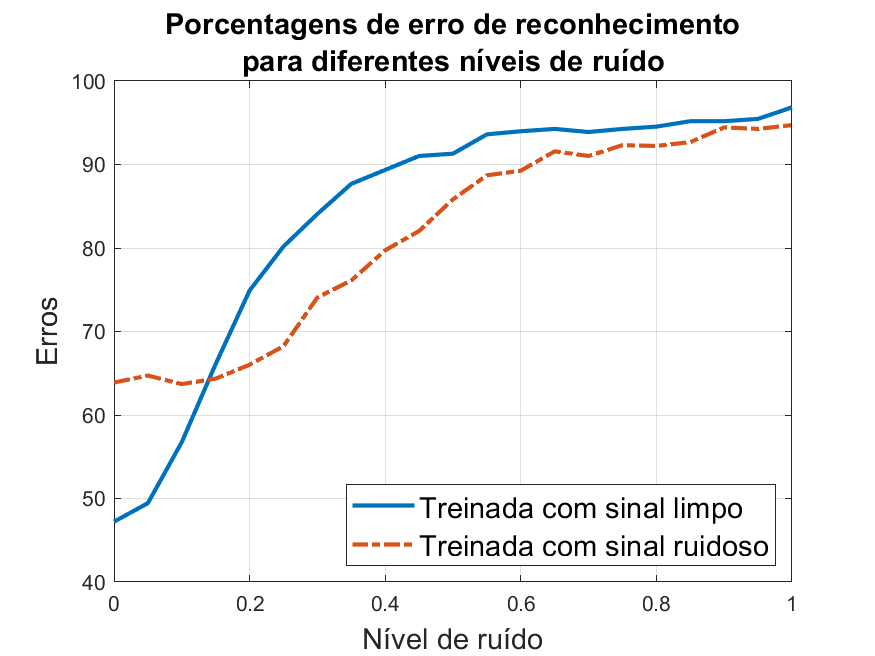 Porcentagens de erro de reconhecimento
para diferentes níveis de ruído
100
90
80
70
60
50
40
Erros
Treinada com sinal limpo
Treinada com sinal ruidoso
0 0.2 0.4 0.6 0.8 1
Nível de ruído